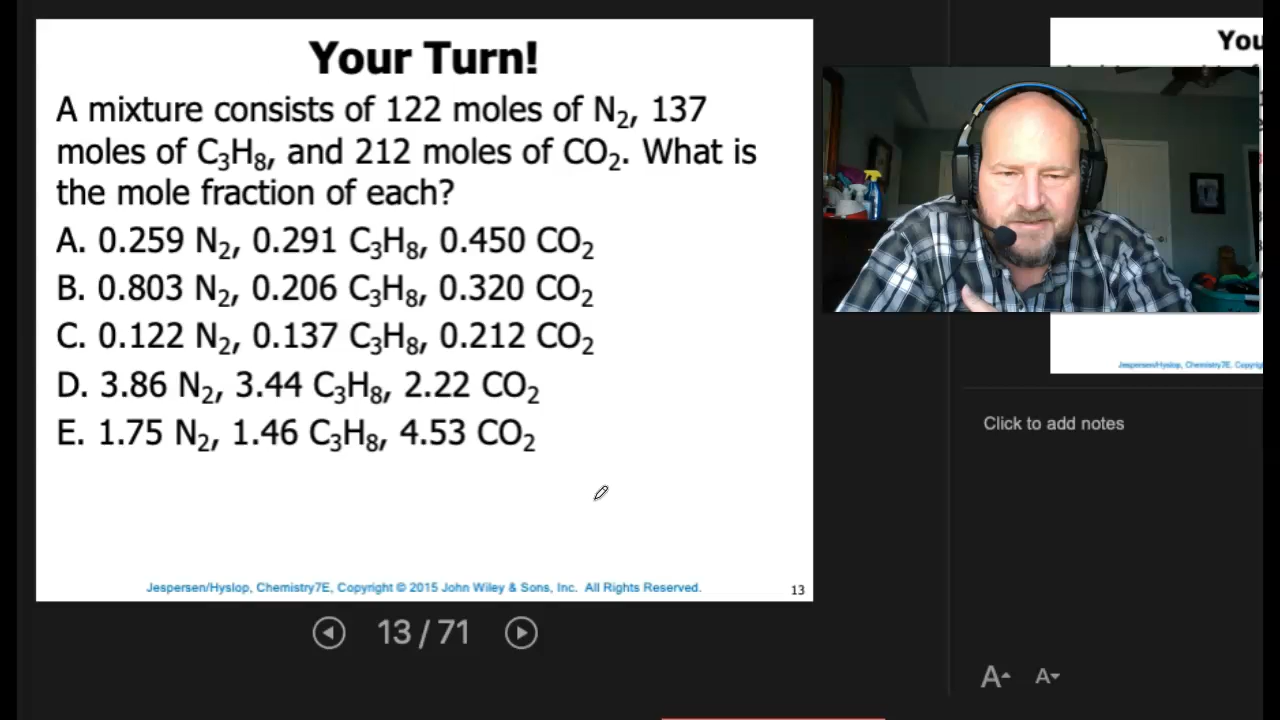 Your Turn!
A mixture consists of 122 moles of N₂, 137
moles of C₃H₈, and 212 moles of CO₂. What is
the mole fraction of each?
A. 0.259 N₂, 0.291 C₃H₈, 0.450 CO₂
B. 0.803 N₂, 0.206 C₃H₈, 0.320 CO₂
C. 0.122 N₂, 0.137 C₃H₈, 0.212 CO₂
D. 3.86 N₂, 3.44 C₃H₈, 2.22 CO₂
E. 1.75 N₂, 1.46 C₃H₈, 4.53 CO₂
Jespersen/Hyslop, Chemistry7E, Copyright © 2015 John Wiley & Sons, Inc. All Rights Reserved.
13
13 / 71
You
Jespersen/Hyslop, Chemistry7E, Copyrig
Click to add notes
A A